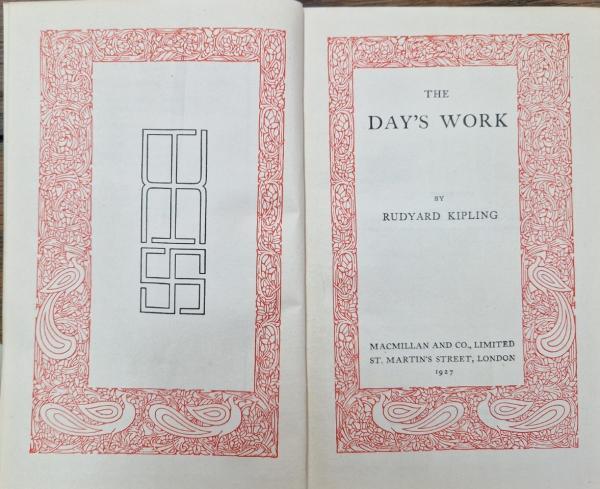 THE
DAY'S WORK
BY
RUDYARD KIPLING
MACMILLAN AND CO., LIMITED
ST. MARTIN'S STREET, LONDON
1927